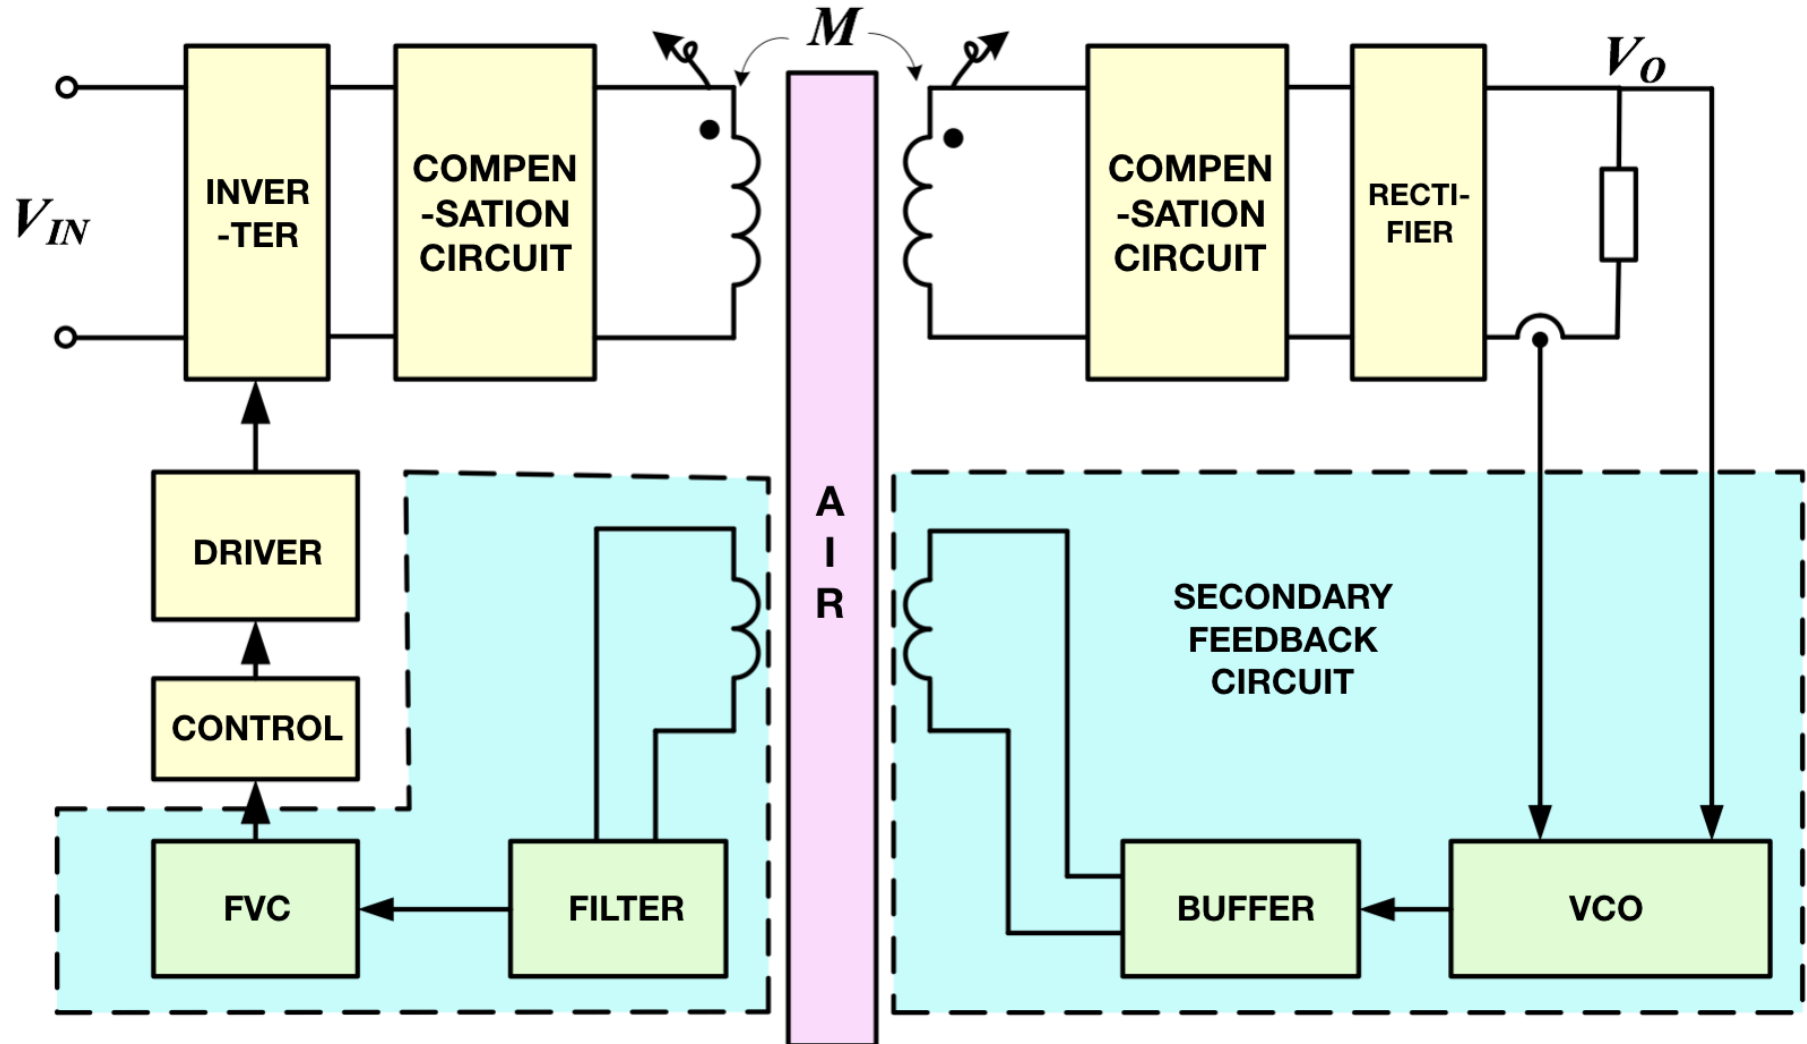 M
V_O
V_IN
INVER
-TER
COMPEN
-SATION
CIRCUIT
COMPEN
-SATION
CIRCUIT
RECTI-
FIER
A
I
R
DRIVER
CONTROL
FVC
FILTER
SECONDARY
FEEDBACK
CIRCUIT
BUFFER
VCO